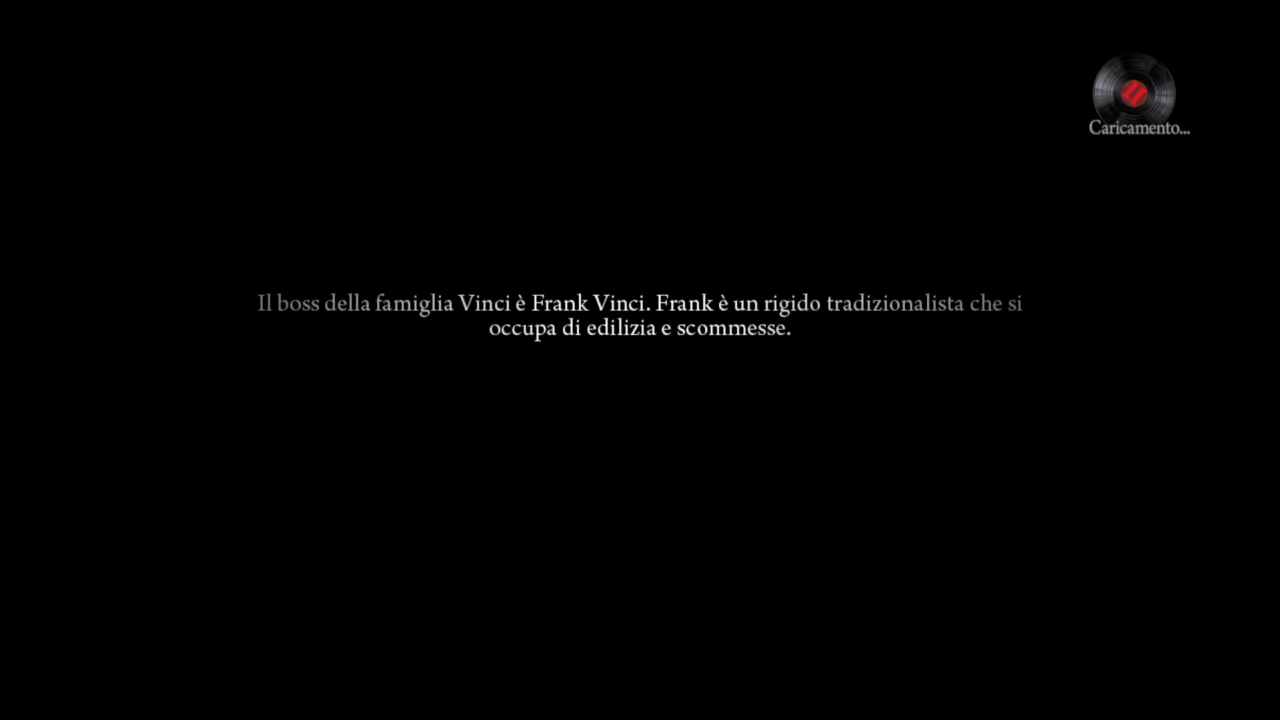 Caricamento...
Il boss della famiglia Vinci è Frank Vinci. Frank è un rigido tradizionalista che si
occupa di edilizia e scommesse.